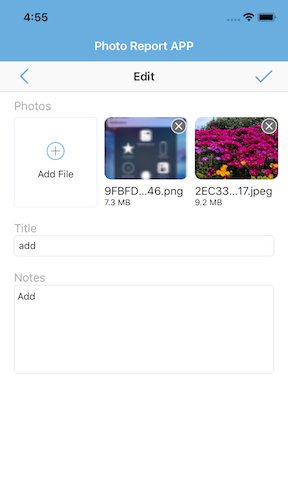 4:55
Photo Report APP
Edit
Photos
Add File
9FBFD...46.png
7.3 MB
2EC33...17.jpeg
9.2 MB
Title
add
Notes
Add